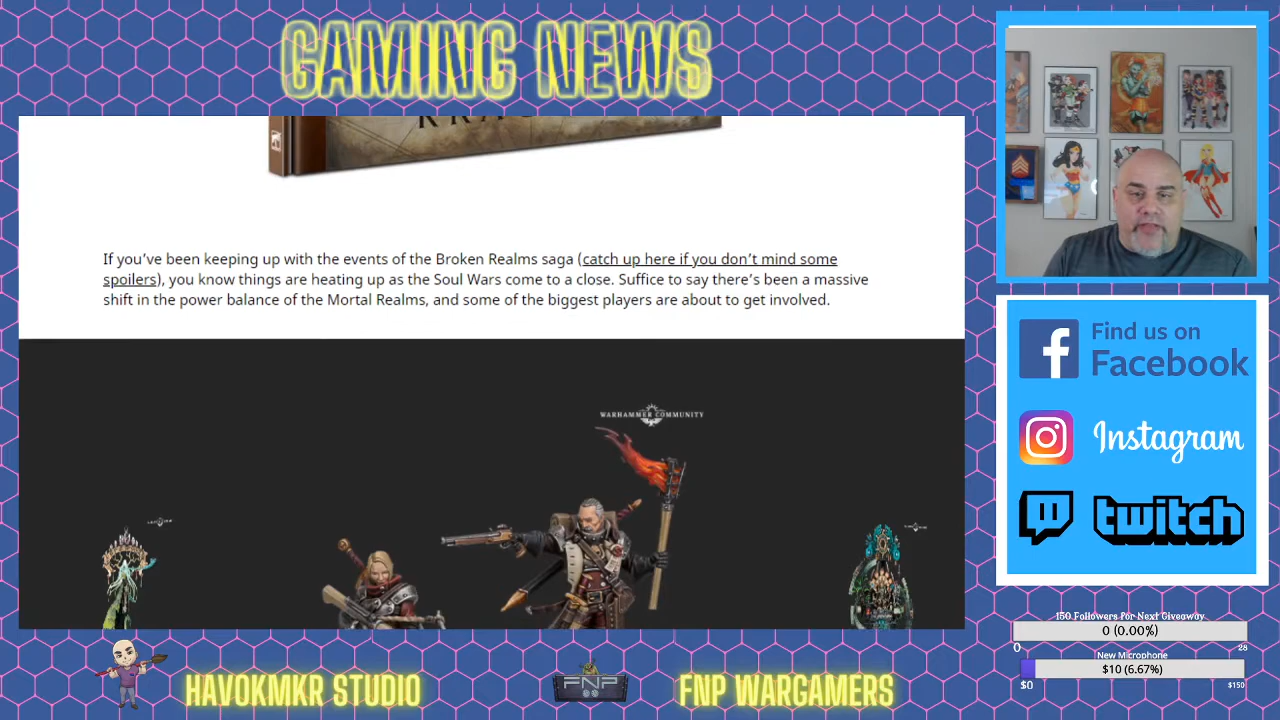 GAMING NEWS
If you've been keeping up with the events of the Broken Realms saga (catch up here if you don't mind some
spoilers), you know things are heating up as the Soul Wars come to a close. Suffice to say there's been a massive
shift in the power balance of the Mortal Realms, and some of the biggest players are about to get involved.
WARHAMMER COMMUNITY
HAVOKMKR STUDIO
FNP
FNP WARGAMERS
Find us on
Facebook
Instagram
twitch
150 Followers For Next Giveaway
0 (0.00%)
0 28
New Microphone
$10 (6.67%)
$0 $150